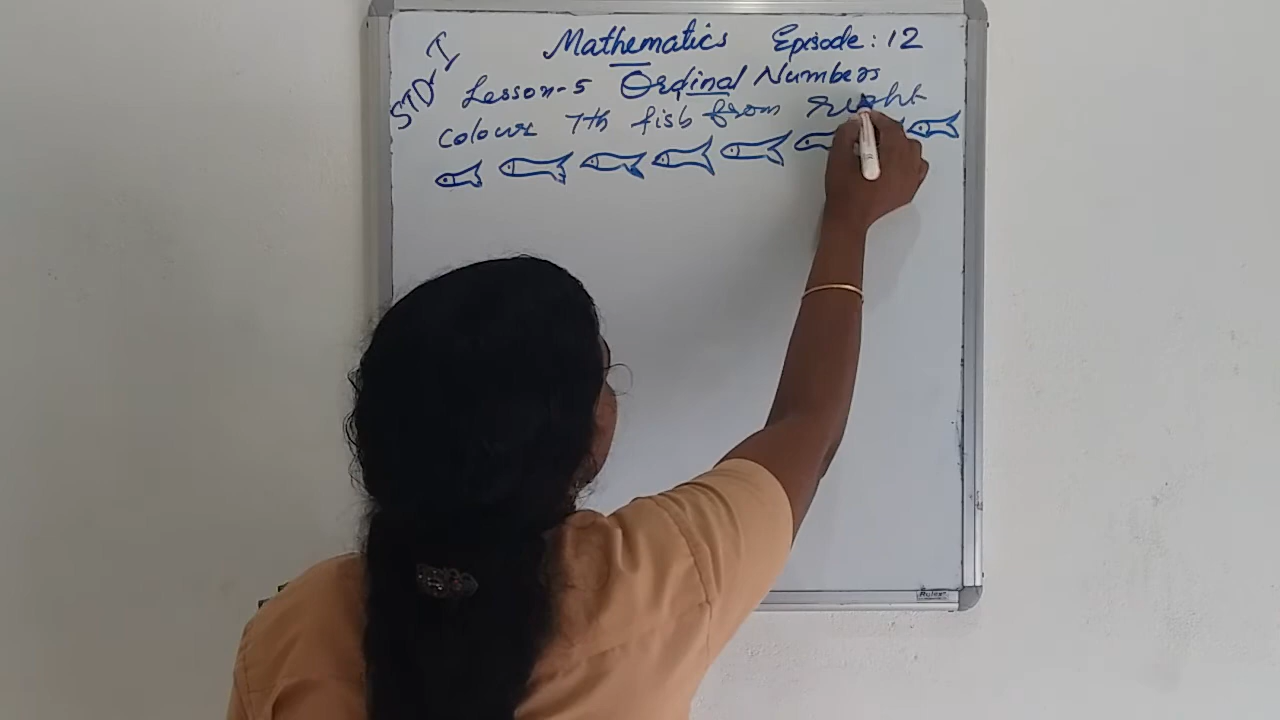 STD-I
Mathematics Episode: 12
Lesson-5 Ordinal Numbers
colour 7th fish from right